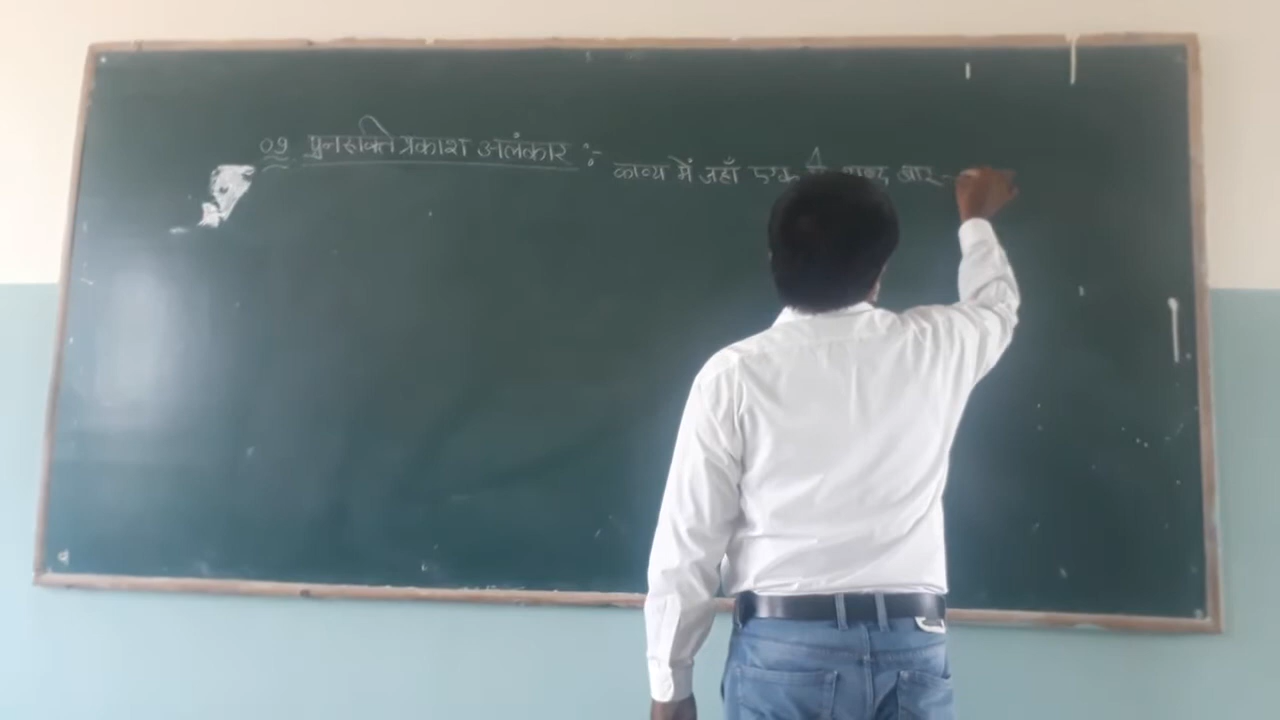 09 पुनरुक्ति प्रकाश अलंकार :-
काव्य में जहाँ एक शब्द बार